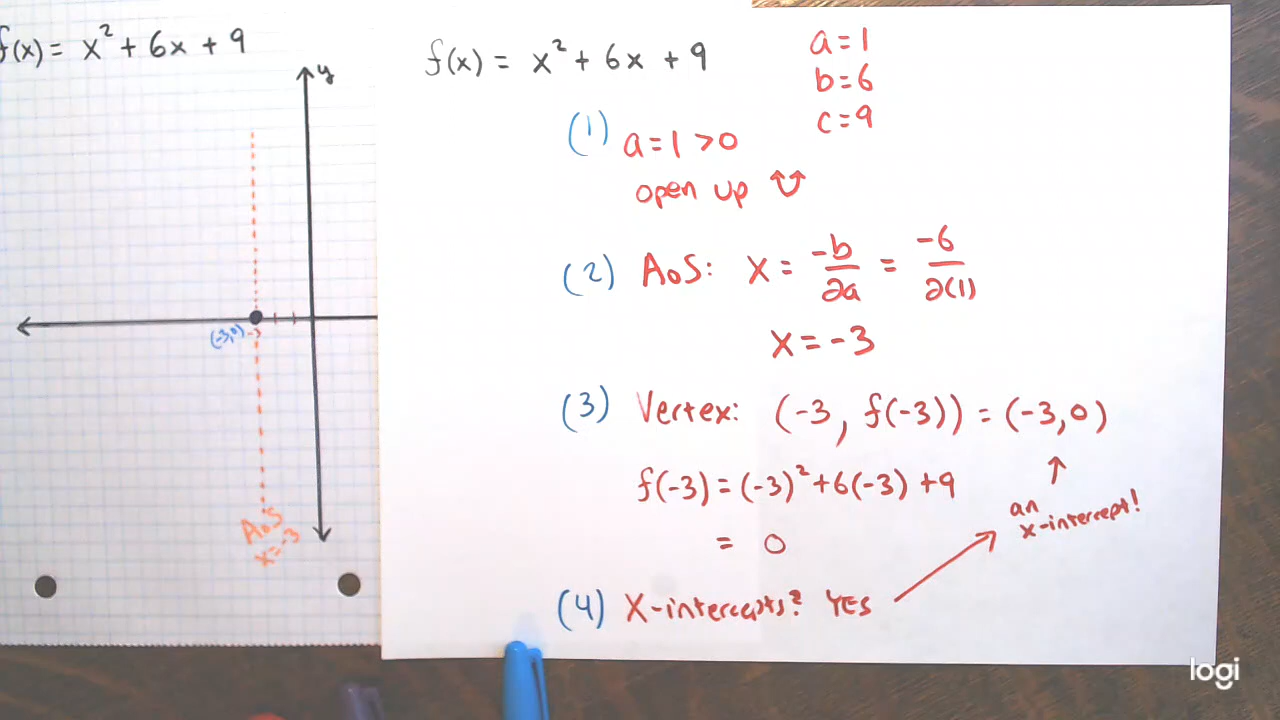 f(x) = x² + 6x + 9
y
(-3,0)
-3
AoS
x=-3
f(x) = x² + 6x + 9
a=1
b=6
c=9
(1) a=1 >0
open up
(2) AoS: x = -b/2a = -6/2(1)
x = -3
(3) Vertex: (-3, f(-3)) = (-3,0)
f(-3) = (-3)² +6(-3) +9
= 0
an
x-intercept!
(4) X-intercepts? YES
logi